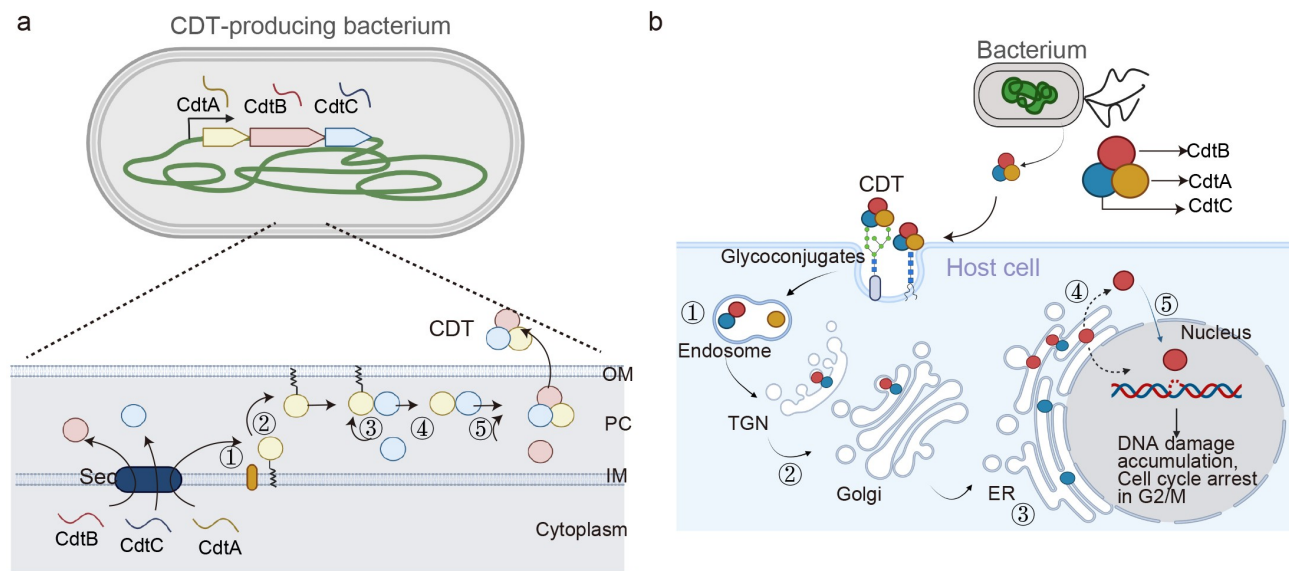 a
CDT-producing bacterium
CdtA
CdtB
CdtC
CDT
OM
PC
IM
Sec
①
②
③
④
⑤
CdtB
CdtC
CdtA
Cytoplasm
b
Bacterium
CdtB
CdtA
CdtC
CDT
Glycoconjugates
Host cell
①
Endosome
TGN
②
Golgi
ER
③
④
⑤
Nucleus
DNA damage
accumulation,
Cell cycle arrest
in G2/M